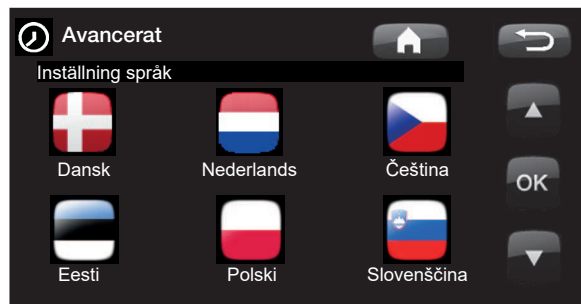 Avancerat
Inställning språk
Dansk Nederlands Čeština
OK
Eesti Polski Slovenščina